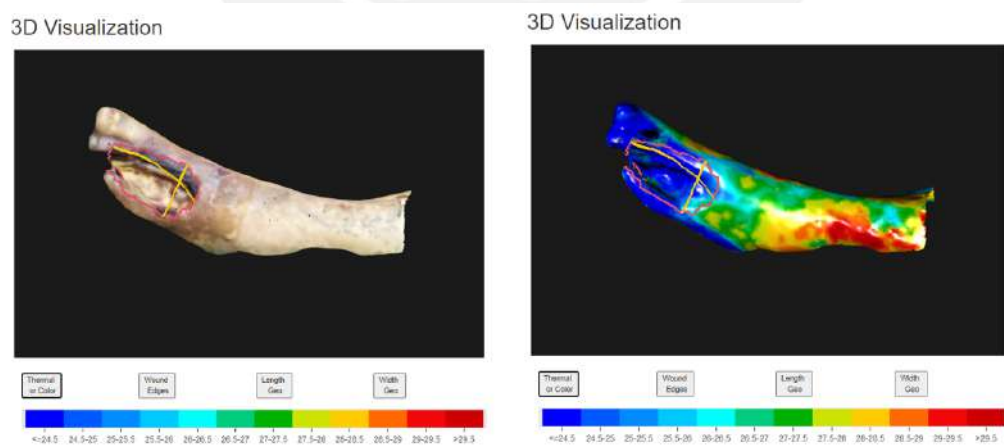 3D Visualization
Thermal
or Color
Wound
Edges
Length
Geo
Width
Geo
<=24.5 24.5-25 25-25.5 25.5-26 26-26.5 26.5-27 27-27.5 27.5-28 28-28.5 28.5-29 29-29.5 >29.5
3D Visualization
Thermal
or Color
Wound
Edges
Length
Geo
Width
Geo
<=24.5 24.5-25 25-25.5 25.5-26 26-26.5 26.5-27 27-27.5 27.5-28 28-28.5 28.5-29 29-29.5 >29.5